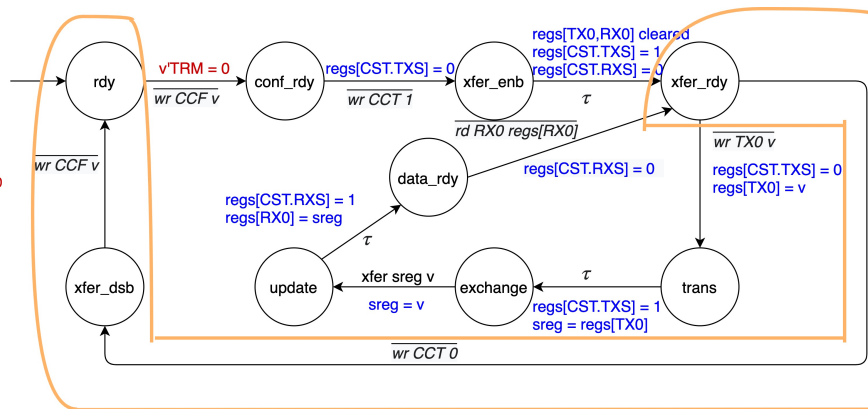 regs[TX0,RX0] cleared
regs[CST.TXS] = 1
regs[CST.RXS] = 0
rdy
v'TRM = 0
wr CCF v
conf_rdy
regs[CST.TXS] = 0
wr CCT 1
xfer_enb
τ
xfer_rdy
rd RX0 regs[RX0]
wr TX0 v
wr CCF v
data_rdy
regs[CST.RXS] = 0
regs[CST.TXS] = 0
regs[TX0] = v
regs[CST.RXS] = 1
regs[RX0] = sreg
τ
xfer_dsb
update
xfer sreg v
sreg = v
exchange
τ
regs[CST.TXS] = 1
sreg = regs[TX0]
trans
wr CCT 0